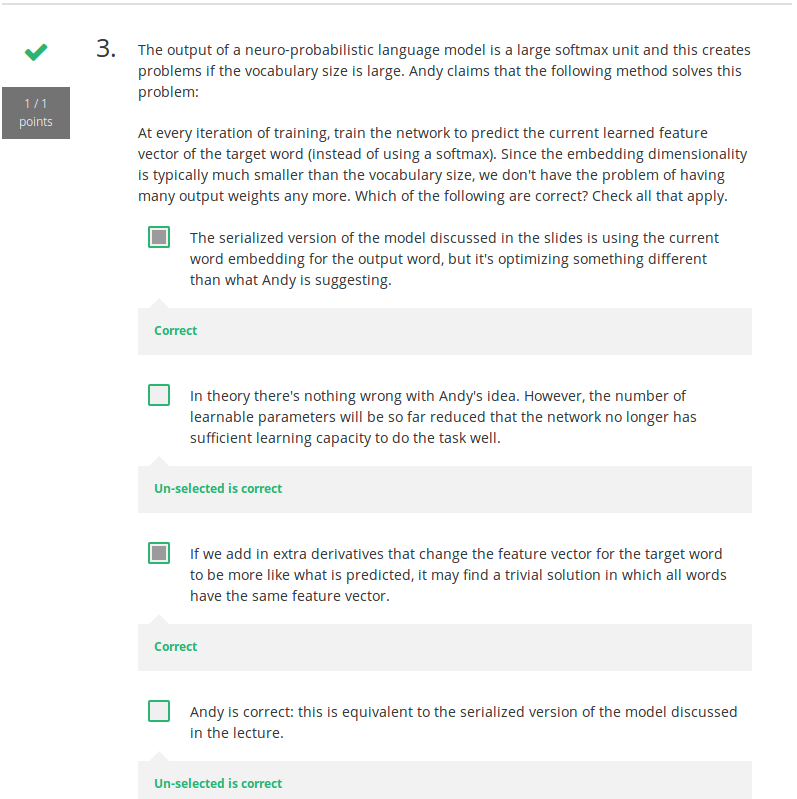 3.
The output of a neuro-probabilistic language model is a large softmax unit and this creates
problems if the vocabulary size is large. Andy claims that the following method solves this
problem:
1 / 1
points
At every iteration of training, train the network to predict the current learned feature
vector of the target word (instead of using a softmax). Since the embedding dimensionality
is typically much smaller than the vocabulary size, we don't have the problem of having
many output weights any more. Which of the following are correct? Check all that apply.
The serialized version of the model discussed in the slides is using the current
word embedding for the output word, but it's optimizing something different
than what Andy is suggesting.
Correct
In theory there's nothing wrong with Andy's idea. However, the number of
learnable parameters will be so far reduced that the network no longer has
sufficient learning capacity to do the task well.
Un-selected is correct
If we add in extra derivatives that change the feature vector for the target word
to be more like what is predicted, it may find a trivial solution in which all words
have the same feature vector.
Correct
Andy is correct: this is equivalent to the serialized version of the model discussed
in the lecture.
Un-selected is correct